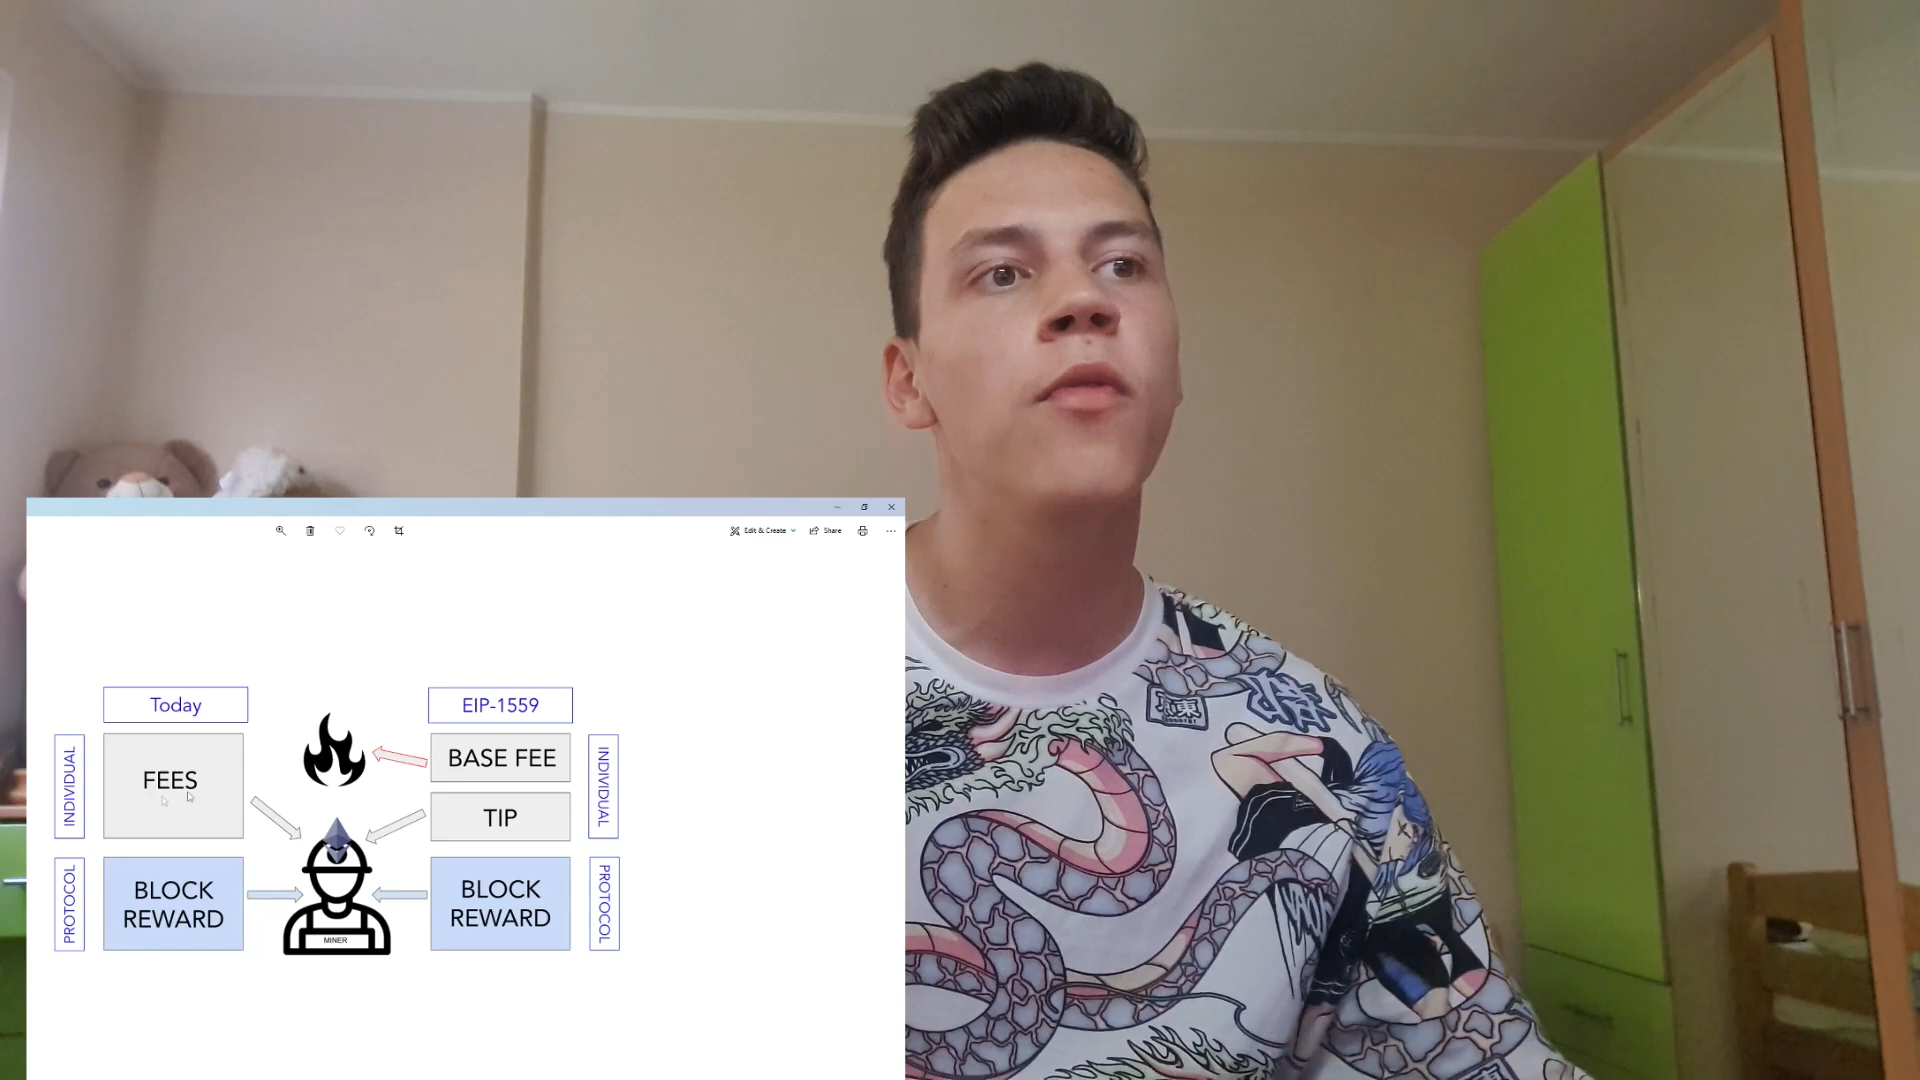 Edit & Create
Share
Today
EIP-1559
INDIVIDUAL
FEES
BASE FEE
TIP
INDIVIDUAL
PROTOCOL
BLOCK
REWARD
MINER
BLOCK
REWARD
PROTOCOL